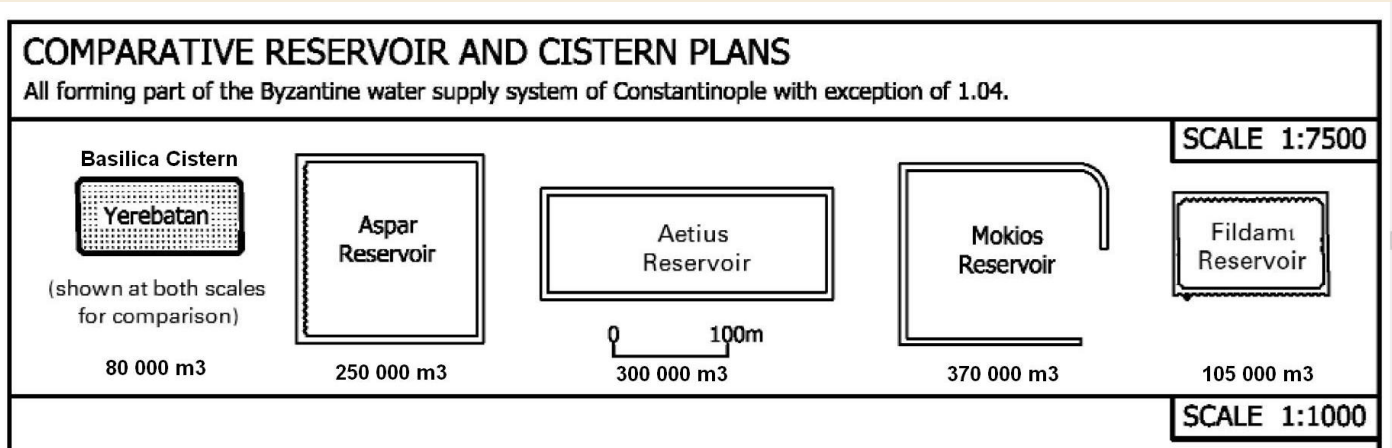 COMPARATIVE RESERVOIR AND CISTERN PLANS
All forming part of the Byzantine water supply system of Constantinople with exception of 1.04.
SCALE 1:7500
Basilica Cistern
Yerebatan
(shown at both scales
for comparison)
80 000 m3
Aspar
Reservoir
250 000 m3
Aetius
Reservoir
0 100m
300 000 m3
Mokios
Reservoir
370 000 m3
Fildamı
Reservoir
105 000 m3
SCALE 1:1000